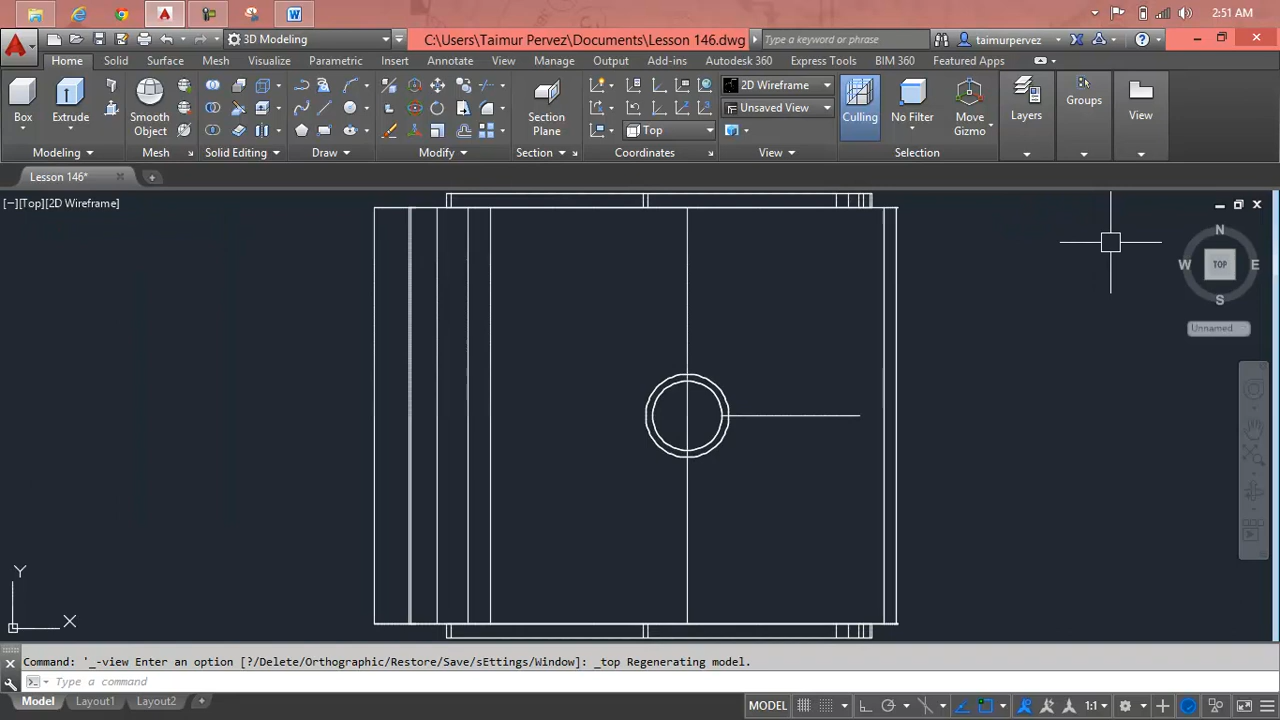 2:51 AM
3D Modeling
C:\Users\Taimur Pervez\Documents\Lesson 146.dwg
Type a keyword or phrase
taimurpervez
Home Solid Surface Mesh Visualize Parametric Insert Annotate View Manage Output Add-ins Autodesk 360 Express Tools BIM 360 Featured Apps
Box
Extrude
Smooth Object
Section Plane
Top
2D Wireframe
Unsaved View
Culling
No Filter
Move Gizmo
Layers
Groups
View
Modeling
Mesh
Solid Editing
Draw
Modify
Section
Coordinates
View
Selection
Lesson 146*
[−][Top][2D Wireframe]
N
W TOP E
S
Unnamed
Y
X
Command: '_-view Enter an option [?/Delete/Orthographic/Restore/Save/sEttings/Window]: _top Regenerating model.
Type a command
Model Layout1 Layout2
MODEL
1:1